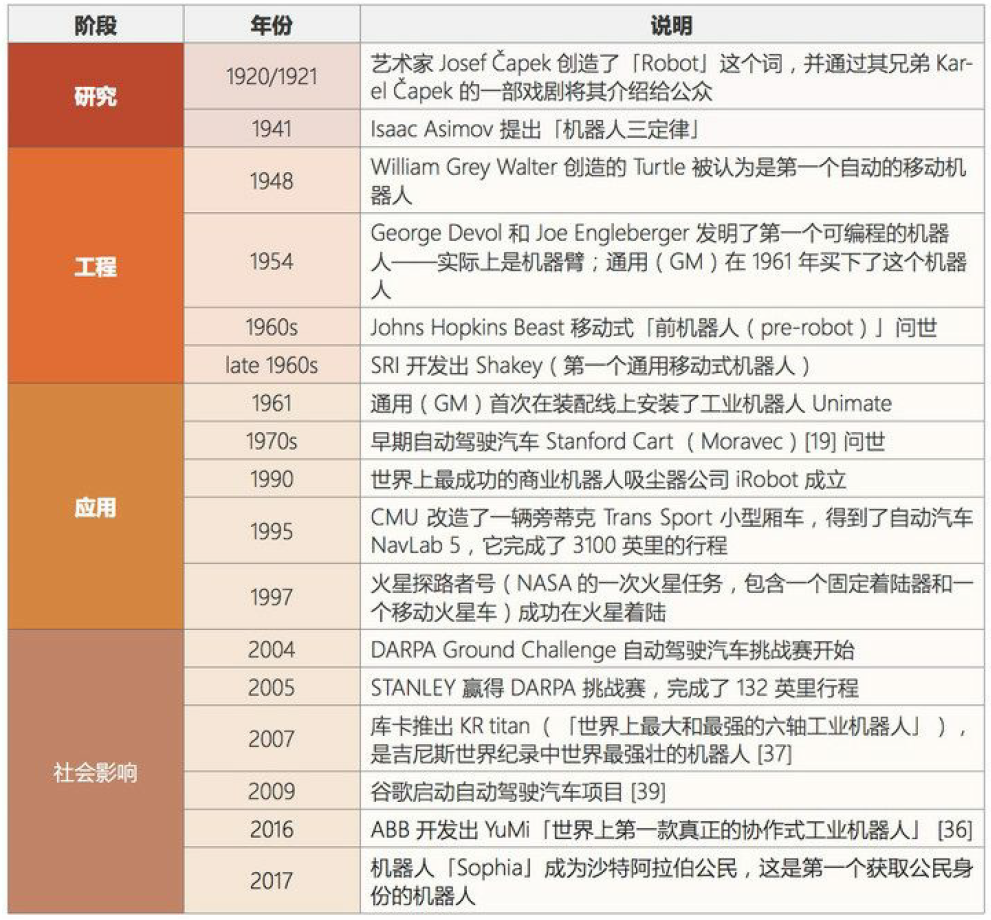 阶段 年份 说明
研究
1920/1921
艺术家 Josef Čapek 创造了「Robot」这个词，并通过其兄弟 Kar-
el Čapek 的一部戏剧将其介绍给公众
1941
Isaac Asimov 提出「机器人三定律」
工程
1948
William Grey Walter 创造的 Turtle 被认为是第一个自动的移动机
器人
1954
George Devol 和 Joe Engleberger 发明了第一个可编程的机器
人——实际上是机器臂；通用（GM）在 1961 年买下了这个机器
人
1960s
Johns Hopkins Beast 移动式「前机器人（pre-robot）」问世
late 1960s
SRI 开发出 Shakey（第一个通用移动式机器人）
应用
1961
通用（GM）首次在装配线上安装了工业机器人 Unimate
1970s
早期自动驾驶汽车 Stanford Cart （Moravec）[19] 问世
1990
世界上最成功的商业机器人吸尘器公司 iRobot 成立
1995
CMU 改造了一辆旁蒂克 Trans Sport 小型厢车，得到了自动汽车
NavLab 5，它完成了 3100 英里的行程
1997
火星探路者号（NASA 的一次火星任务，包含一个固定着陆器和一
个移动火星车）成功在火星着陆
社会影响
2004
DARPA Ground Challenge 自动驾驶汽车挑战赛开始
2005
STANLEY 赢得 DARPA 挑战赛，完成了 132 英里行程
2007
库卡推出 KR titan （「世界上最大和最强的六轴工业机器人」），
是吉尼斯世界纪录中世界最强壮的机器人 [37]
2009
谷歌启动自动驾驶汽车项目 [39]
2016
ABB 开发出 YuMi「世界上第一款真正的协作式工业机器人」 [36]
2017
机器人「Sophia」成为沙特阿拉伯公民，这是第一个获取公民身
份的机器人